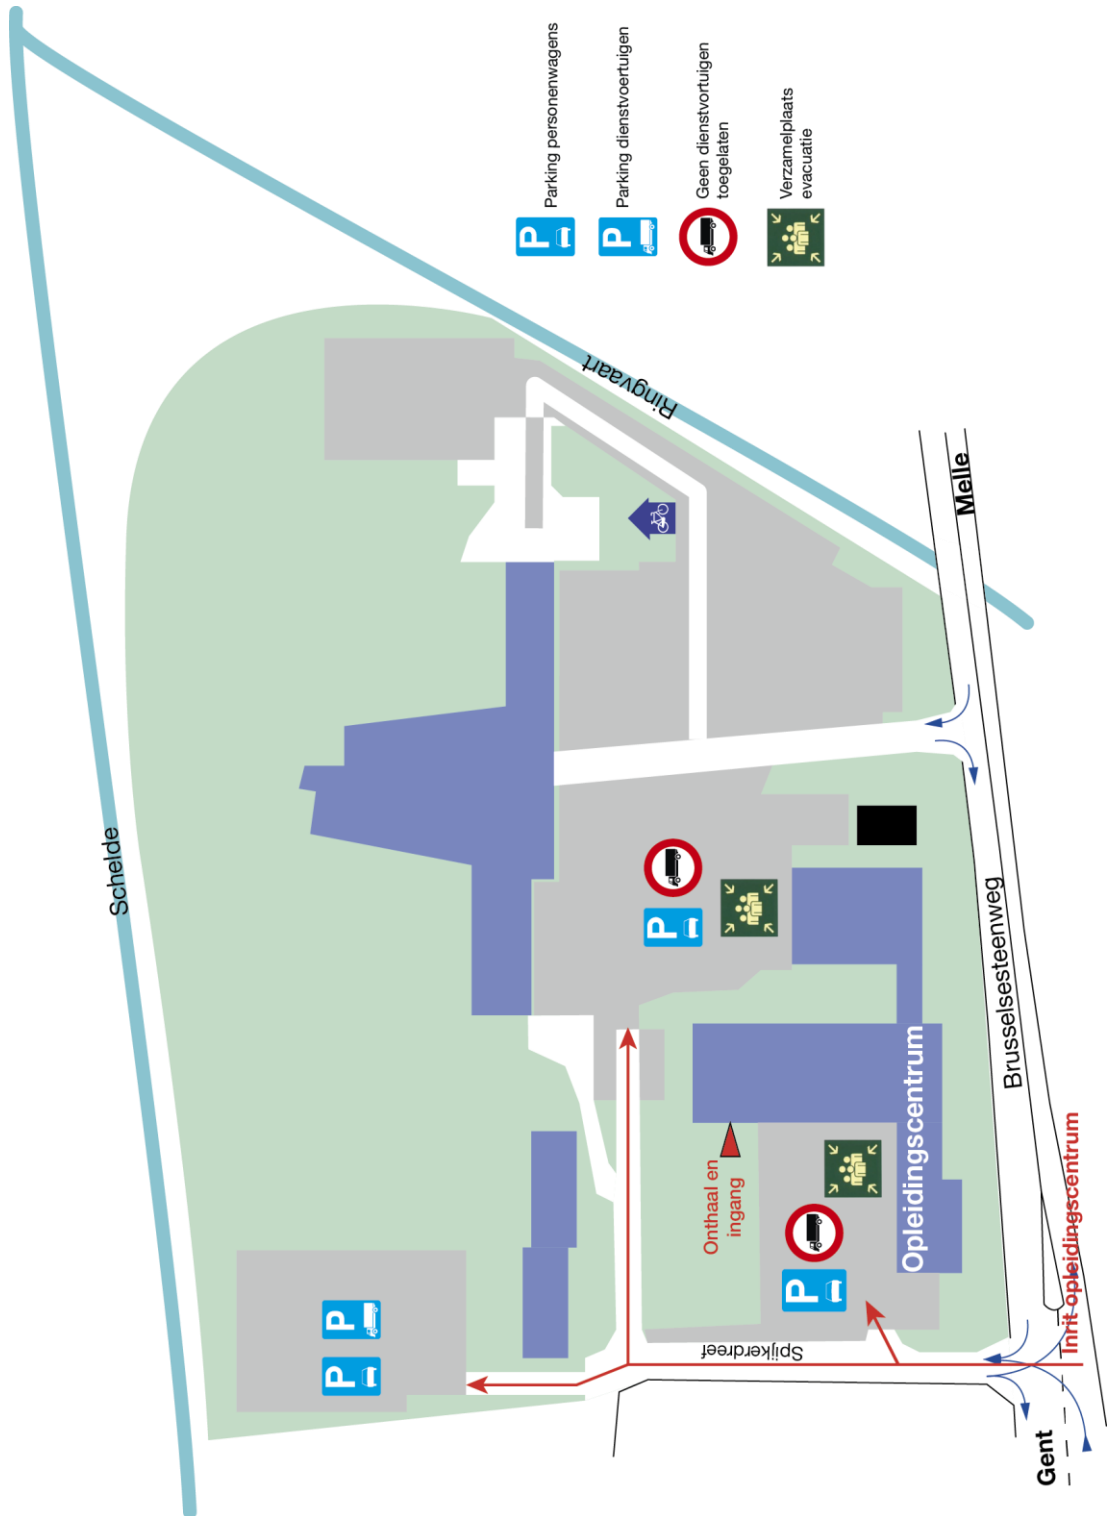 Schelde
Ringvaart
P
Parking personenwagens
P
Parking dienstvoertuigen
Geen dienstvortuigen
toegelaten
Verzamelplaats
evacuatie
Melle
Brusselsesteenweg
P
Opleidingscentrum
Onthaal en
ingang
P
P
P
Spijkerdreef
Inrit opleidingscentrum
Gent